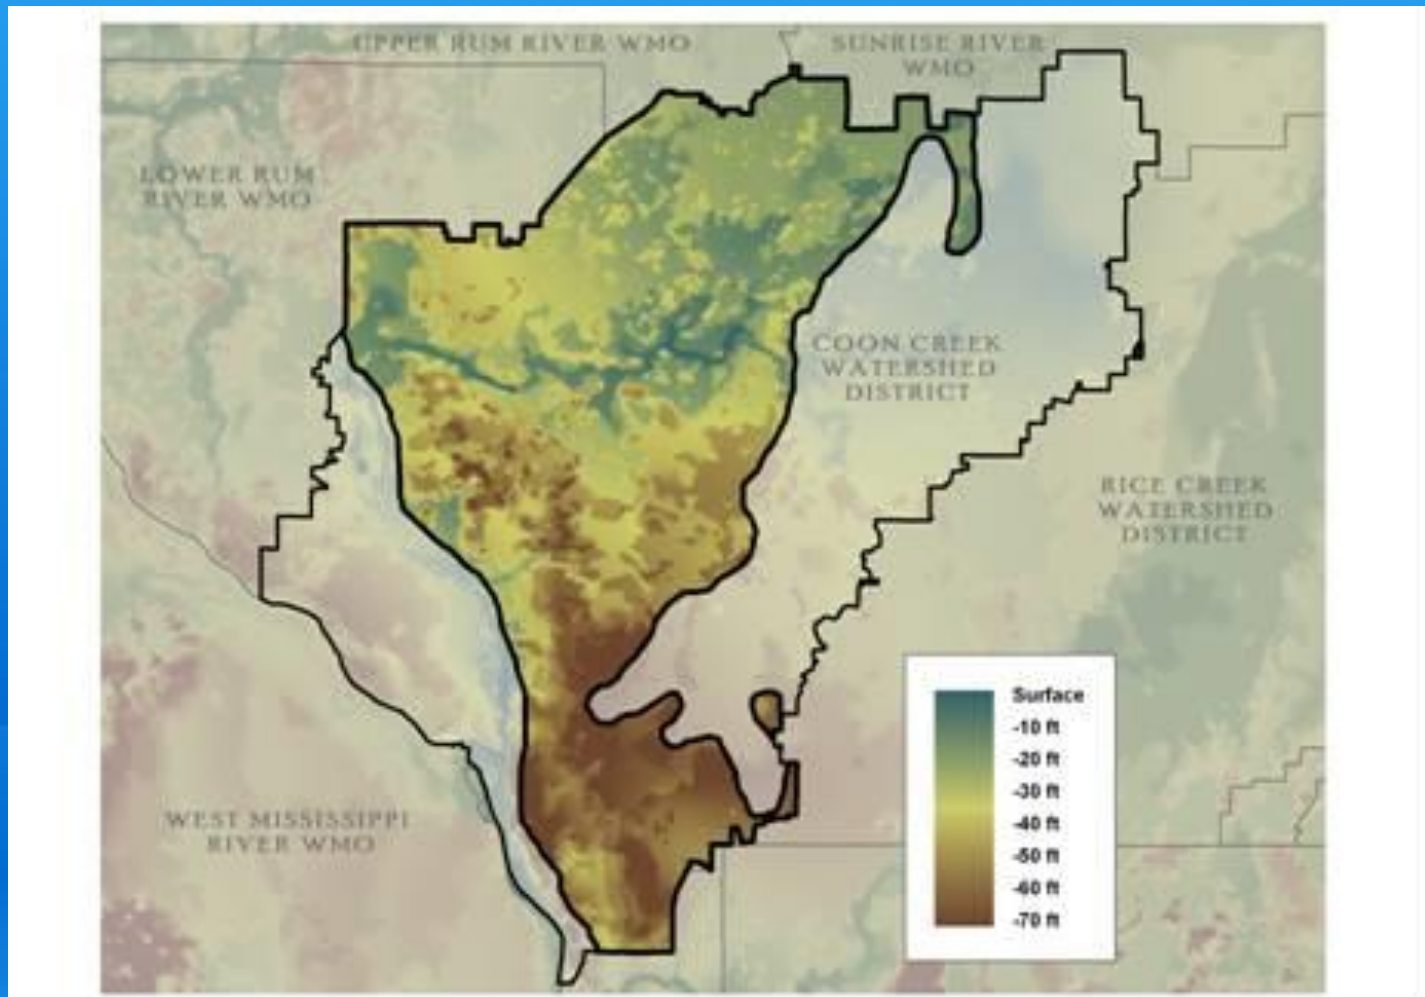 UPPER RUM RIVER WMO
SUNRISE RIVER
WMO
LOWER RUM
RIVER WMO
COON CREEK
WATERSHED
DISTRICT
RICE CREEK
WATERSHED
DISTRICT
WEST MISSISSIPPI
RIVER WMO
Surface
-10 ft
-20 ft
-30 ft
-40 ft
-50 ft
-60 ft
-70 ft